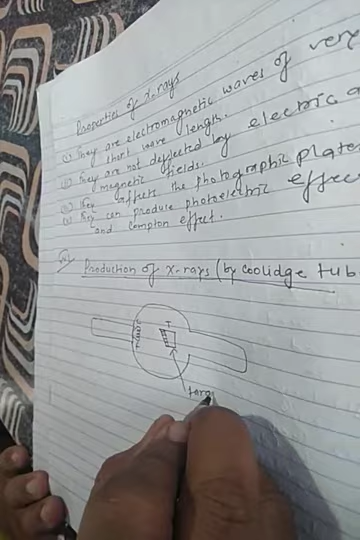 Properties of X-rays
(i) They are electromagnetic waves of very
short wave length.
(ii) They are not deflected by electric a
magnetic fields.
(iii) They affects the photographic plate
(iv) They can produce photoelectric effec
and compton effect.
Production of X-rays (by coolidge tub
T
targ